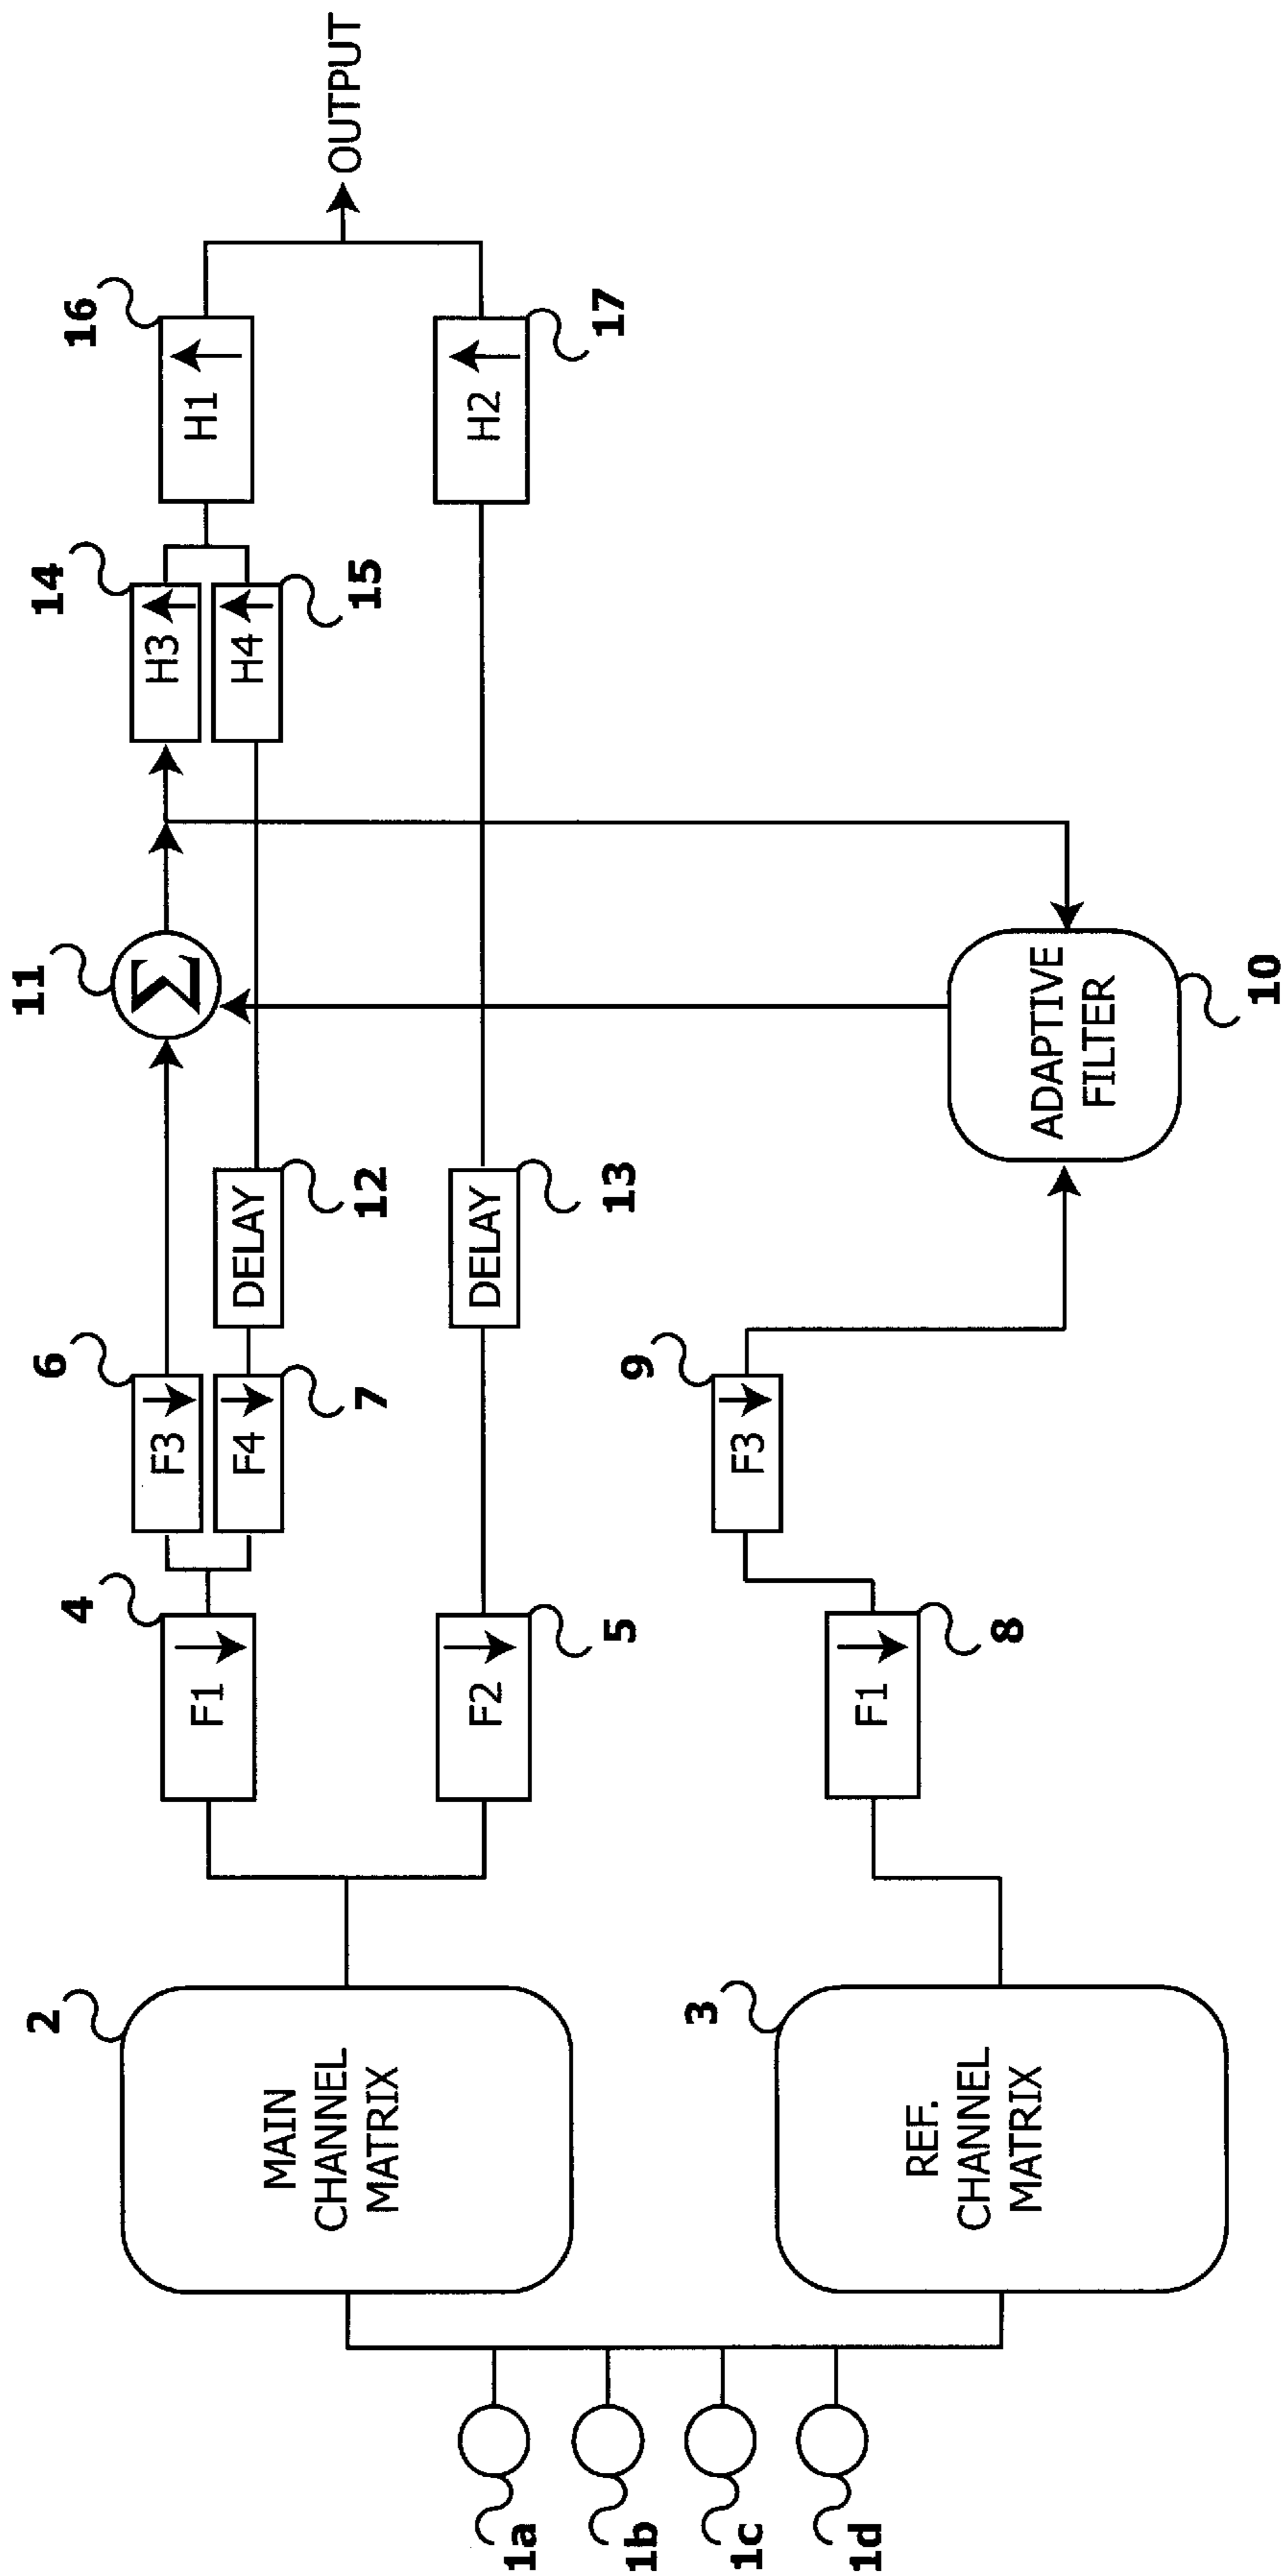 1a
1b
1c
1d
2
MAIN
CHANNEL
MATRIX
3
REF.
CHANNEL
MATRIX
4
F1
5
F2
8
F1
6
F3
F4
7
9
F3
DELAY
12
DELAY
13
11
Σ
ADAPTIVE
FILTER
10
14
H3
H4
15
16
H1
H2
17
OUTPUT